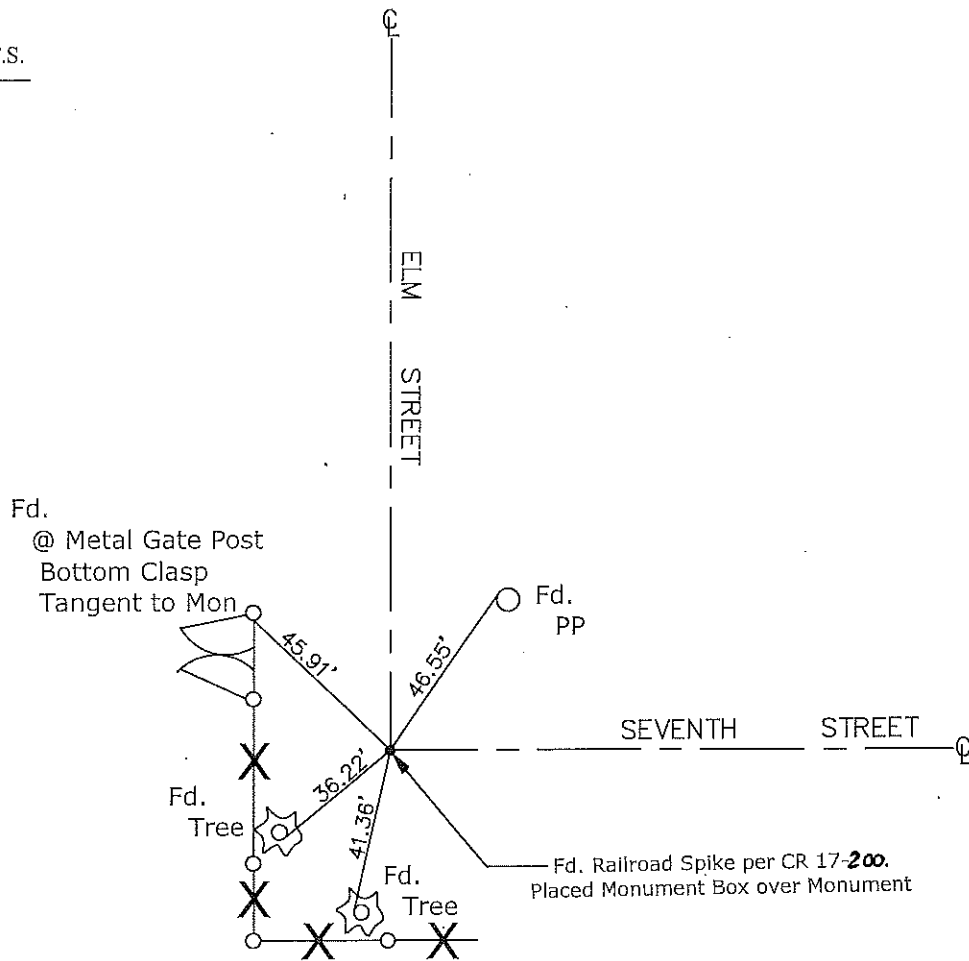 ℄
.S.
ELM STREET
Fd.
@ Metal Gate Post
Bottom Clasp
Tangent to Mon
45.91'
46.55'
Fd.
PP
SEVENTH STREET
℄
36.22'
Fd.
Tree
41.36'
Fd.
Tree
Fd. Railroad Spike per CR 17-200.
Placed Monument Box over Monument